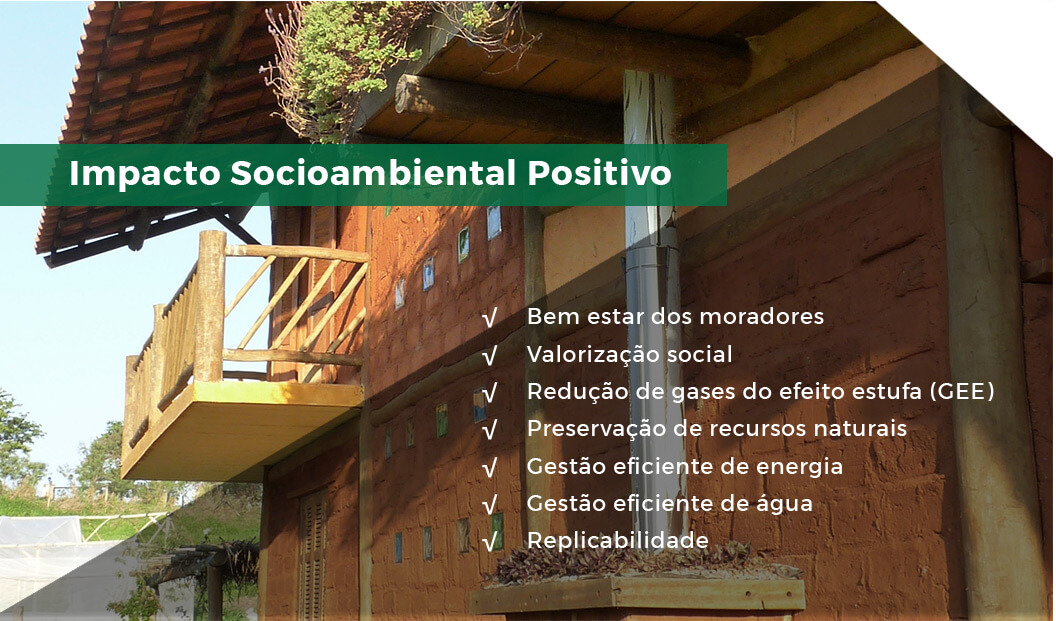 Impacto Socioambiental Positivo
√ Bem estar dos moradores
√ Valorização social
√ Redução de gases do efeito estufa (GEE)
√ Preservação de recursos naturais
√ Gestão eficiente de energia
√ Gestão eficiente de água
√ Replicabilidade